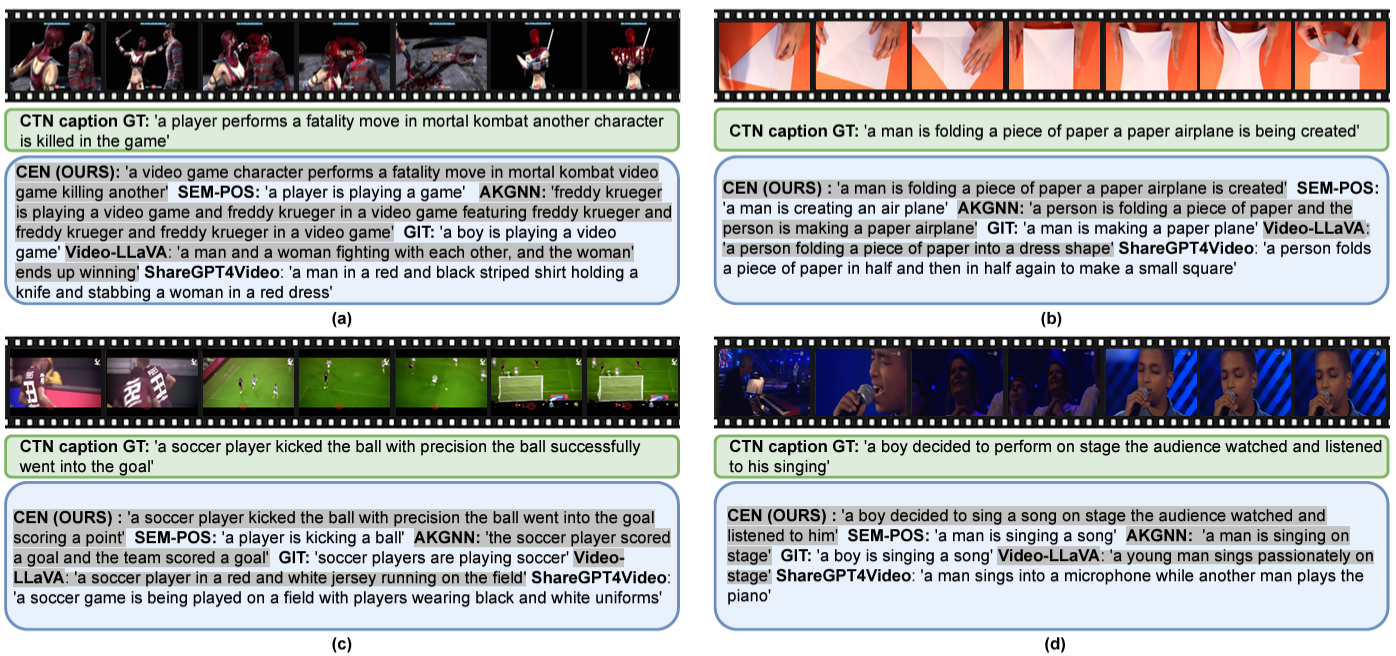 CTN caption GT: 'a player performs a fatality move in mortal kombat another character
is killed in the game'
CEN (OURS): 'a video game character performs a fatality move in mortal kombat video
game killing another' SEM-POS: 'a player is playing a game' AKGNN: 'freddy krueger
is playing a video game and freddy krueger in a video game featuring freddy krueger and
freddy krueger and freddy krueger in a video game' GIT: 'a boy is playing a video
game' Video-LLaVA: 'a man and a woman fighting with each other, and the woman'
ends up winning' ShareGPT4Video: 'a man in a red and black striped shirt holding a
knife and stabbing a woman in a red dress'
(a)
CTN caption GT: 'a man is folding a piece of paper a paper airplane is being created'
CEN (OURS) : 'a man is folding a piece of paper a paper airplane is created' SEM-POS:
'a man is creating an air plane' AKGNN: 'a person is folding a piece of paper and the
person is making a paper airplane' GIT: 'a man is making a paper plane' Video-LLaVA:
'a person folding a piece of paper into a dress shape' ShareGPT4Video: 'a person folds
a piece of paper in half and then in half again to make a small square'
(b)
CTN caption GT: 'a soccer player kicked the ball with precision the ball successfully
went into the goal'
CEN (OURS) : 'a soccer player kicked the ball with precision the ball went into the goal
scoring a point' SEM-POS: 'a player is kicking a ball' AKGNN: 'the soccer player scored
a goal and the team scored a goal' GIT: 'soccer players are playing soccer' Video-
LLaVA: 'a soccer player in a red and white jersey running on the field' ShareGPT4Video:
'a soccer game is being played on a field with players wearing black and white uniforms'
(c)
CTN caption GT: 'a boy decided to perform on stage the audience watched and listened
to his singing'
CEN (OURS) : 'a boy decided to sing a song on stage the audience watched and
listened to him' SEM-POS: 'a man is singing a song' AKGNN: 'a man is singing on
stage' GIT: 'a boy is singing a song' Video-LLaVA: 'a young man sings passionately on
stage' ShareGPT4Video: 'a man sings into a microphone while another man plays the
piano'
(d)